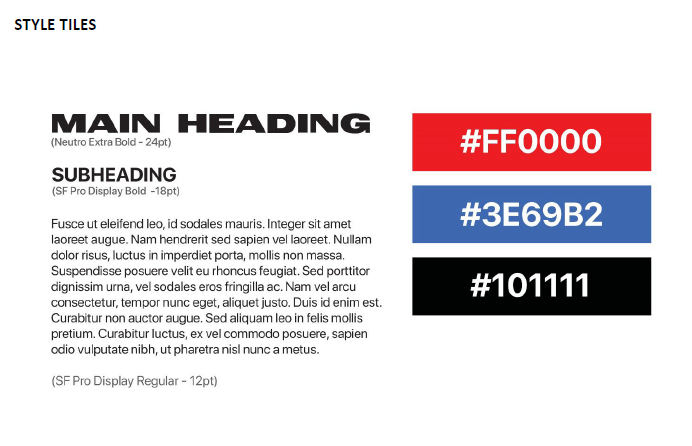 STYLE TILES
MAIN HEADING
(Neutro Extra Bold - 24pt)
SUBHEADING
(SF Pro Display Bold -18pt)
Fusce ut eleifend leo, id sodales mauris. Integer sit amet
laoreet augue. Nam hendrerit sed sapien vel laoreet. Nullam
dolor risus, luctus in imperdiet porta, mollis non massa.
Suspendisse posuere velit eu rhoncus feugiat. Sed porttitor
dignissim urna, vel sodales eros fringilla ac. Nam vel arcu
consectetur, tempor nunc eget, aliquet justo. Duis id enim est.
Curabitur non auctor augue. Sed aliquam leo in felis mollis
pretium. Curabitur luctus, ex vel commodo posuere, sapien
odio vulputate nibh, ut pharetra nisl nunc a metus.
(SF Pro Display Regular - 12pt)
#FF0000
#3E69B2
#101111